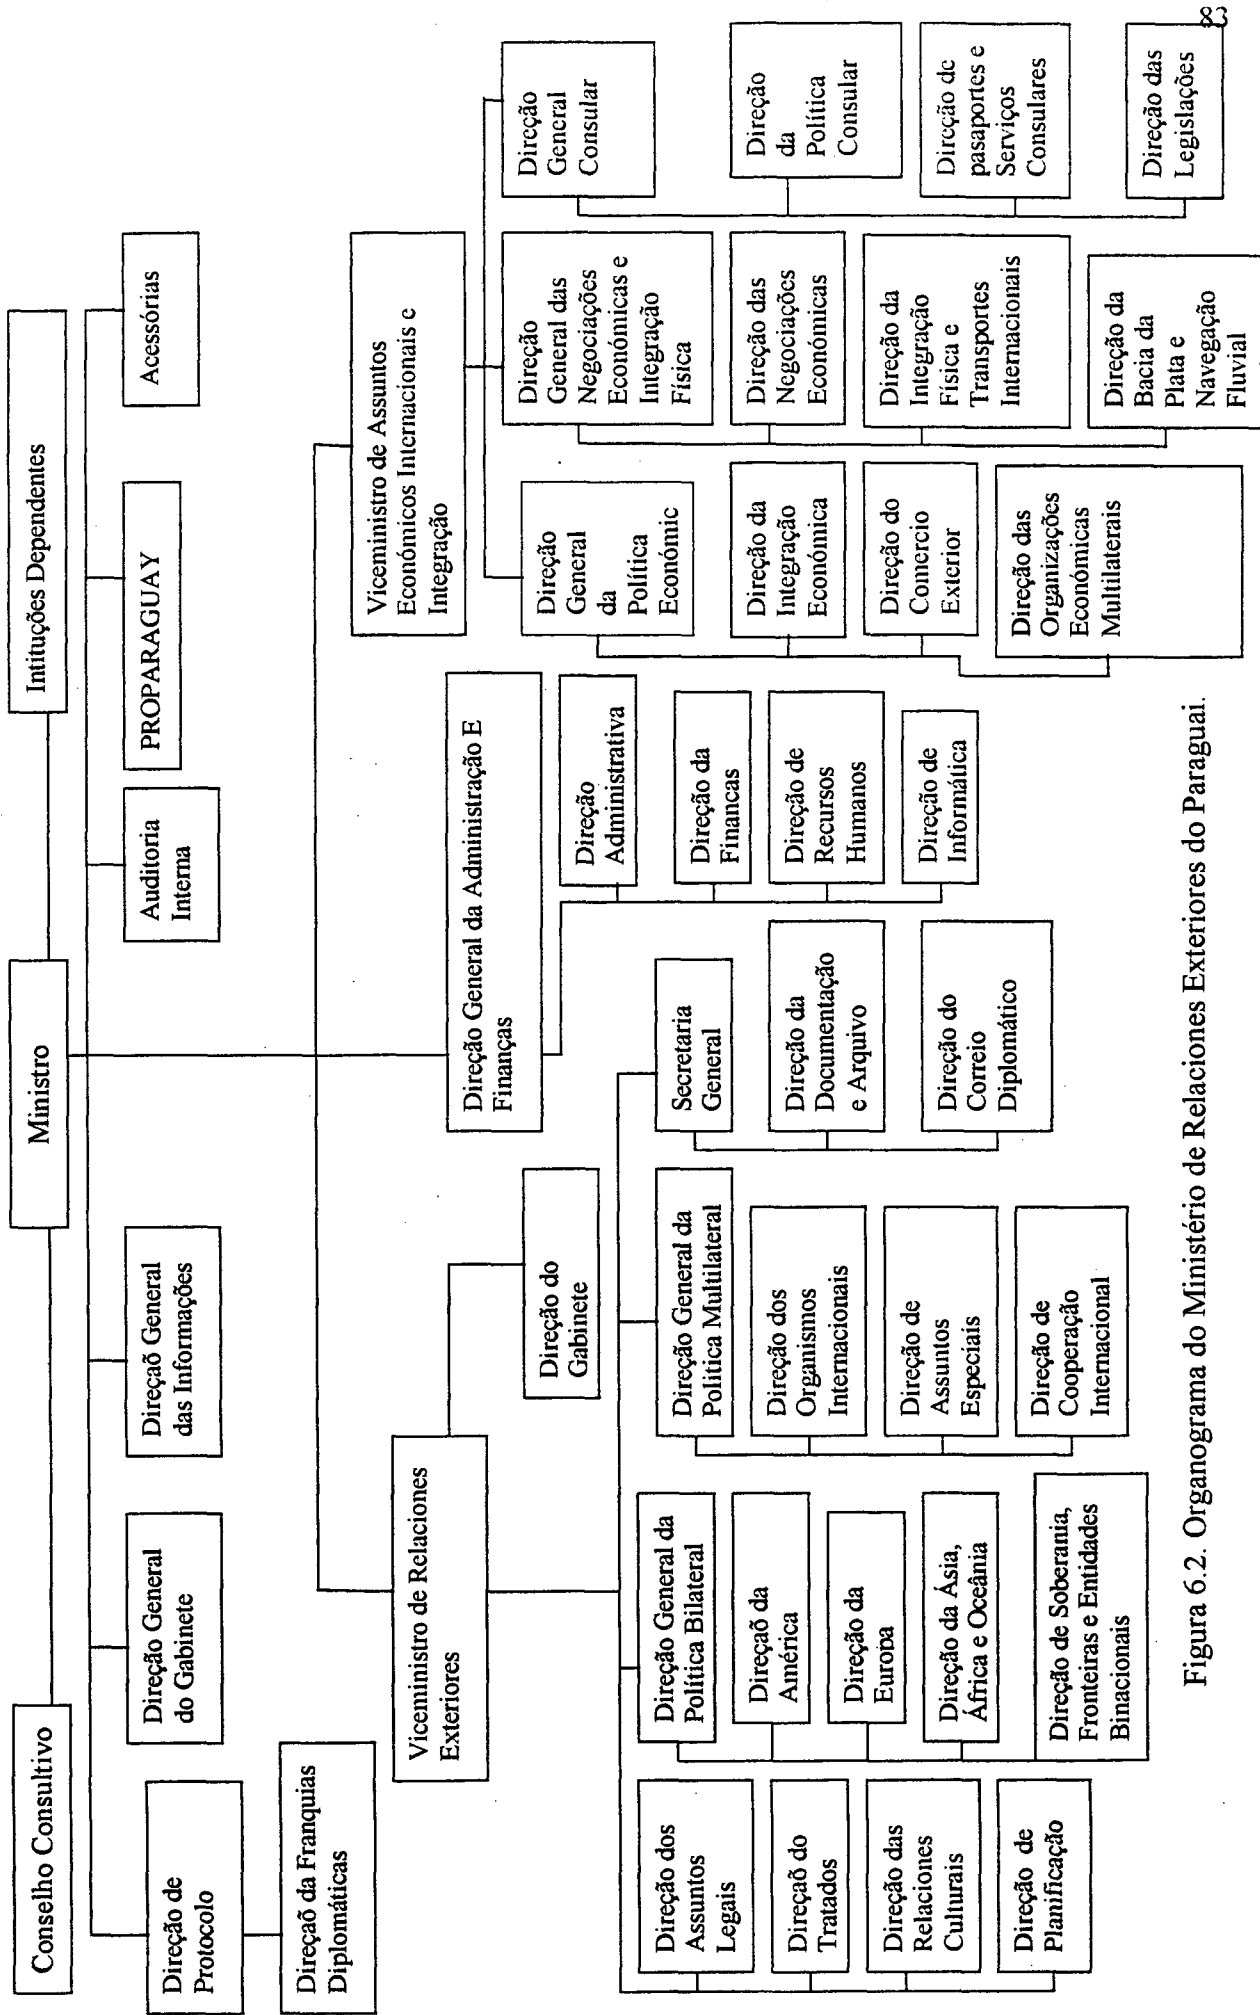 83
Conselho Consultivo
Ministro
Intituções Dependentes
Direção de
Protocolo
Direção General
do Gabinete
Direçaõ General
das Informações
Auditoria
Interna
PROPARAGUAY
Acessórias
Direçaõ da Franquias
Diplomáticas
Viceministro de Relaciones
Exteriores
Direção General da Administração E
Finanças
Viceministro de Assuntos
Económicos Internacionais e
Integração
Direção do
Gabinete
Direção dos
Assuntos
Legais
Direçaõ do
Tratados
Direção das
Relaciones
Culturais
Direção de
Planificação
Direção General da
Política Bilateral
Direçaõ da
América
Direção da
Europa
Direção da Ásia,
África e Oceânia
Direção de Soberania,
Fronteiras e Entidades
Binacionais
Direção General da
Politica Multilateral
Direção dos
Organismos
Internacionais
Direção de
Assuntos
Especiais
Direção de
Cooperação
Internacional
Secretaria
General
Direção da
Documentação
e Arquivo
Direção do
Correio
Diplomático
Direção
Administrativa
Direção da
Financas
Direção de
Recursos
Humanos
Direção de
Informática
Direção
General
da
Política
Económic
Direção da
Integração
Económica
Direção do
Comercio
Exterior
Direção das
Organizações
Económicas
Multilaterais
Direção
General das
Negociações
Económicas e
Integração
Física
Direção das
Negociações
Económicas
Direção da
Integração
Física e
Transportes
Internacionais
Direção da
Bacia da
Plata e
Navegação
Fluvial
Direção
General
Consular
Direção
da
Política
Consular
Direcção de
pasaportes e
Serviços
Consulares
Direção das
Legislações
Figura 6.2. Organograma do Ministério de Relaciones Exteriores do Paraguai.